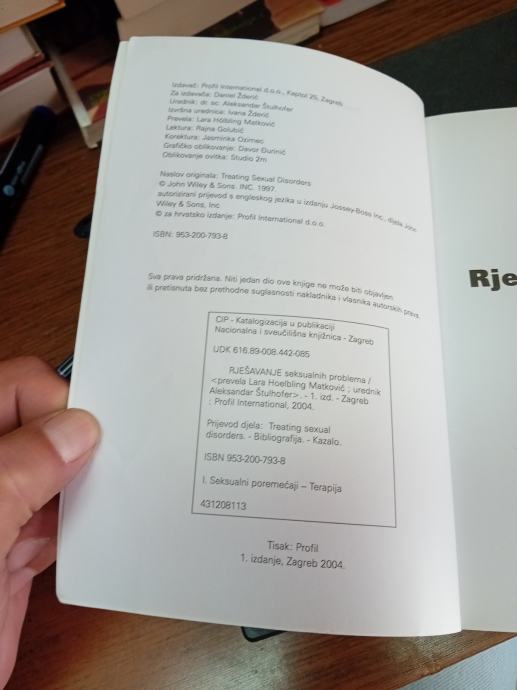 Izdavač: Profil International d.o.o., Kaptol 25, Zagreb
Za izdavača: Daniel Žderić
Urednik: dr. sc. Aleksandar Štulhofer
Izvršna urednica: Ivana Žderić
Prevela: Lara Hölbling Matković
Lektura: Rajna Golubić
Korektura: Jasminka Ozimec
Grafičko oblikovanje: Davor Đurinić
Oblikovanje ovitka: Studio 2m
Naslov originala: Treating Sexual Disorders
© John Wiley & Sons. INC. 1997.
autorizirani prijevod s engleskog jezika u izdanju Jossey-Bass Inc., djela John
Wiley & Sons, Inc
© za hrvatsko izdanje: Profil International d.o.o.
ISBN: 953-200-793-8
Sva prava pridržana. Niti jedan dio ove knjige ne može biti objavljen
ili pretisnuta bez prethodne suglasnosti nakladnika i vlasnika autorskih prava.
CIP - Katalogizacija u publikaciji
Nacionalna i sveučilišna knjižnica - Zagreb
UDK 616.89-008.442-085
RJEŠAVANJE seksualnih problema /
<prevela Lara Hoelbling Matković ; urednik
Aleksandar Štulhofer>. - 1. izd. - Zagreb
: Profil International, 2004.
Prijevod djela: Treating sexual
disorders. - Bibliografija. - Kazalo.
ISBN 953-200-793-8
I. Seksualni poremećaji – Terapija
431208113
Tisak: Profil
1. izdanje, Zagreb 2004.
Rje